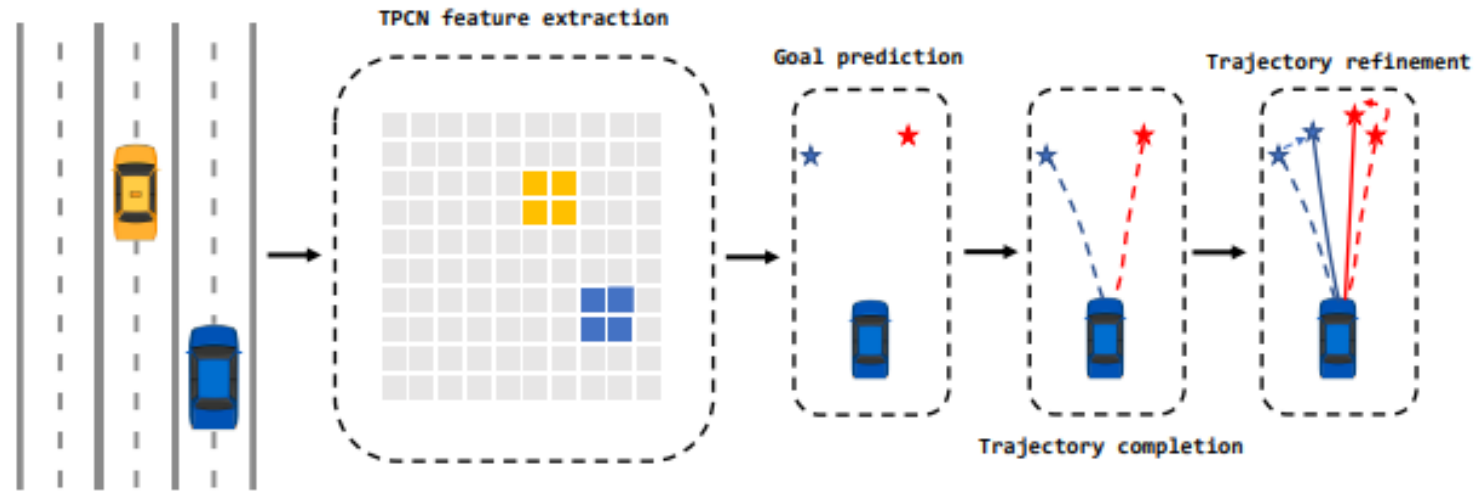 TPCN feature extraction
Goal prediction
Trajectory completion
Trajectory refinement